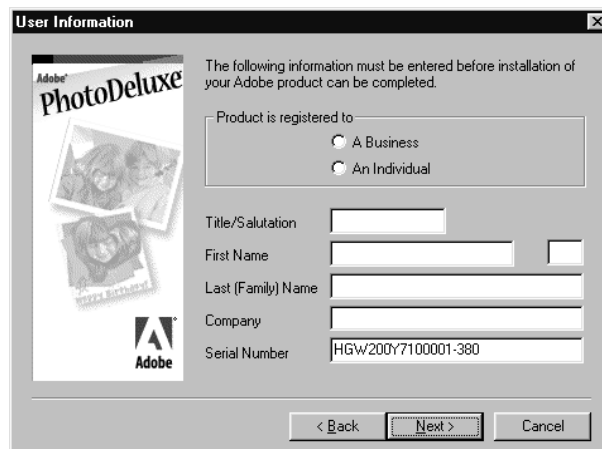 User Information
Adobe
PhotoDeluxe
Happy Birthday!
Adobe
The following information must be entered before installation of
your Adobe product can be completed.
Product is registered to
A Business
An Individual
Title/Salutation
First Name
Last (Family) Name
Company
Serial Number HGW200Y7100001-380
< Back Next > Cancel